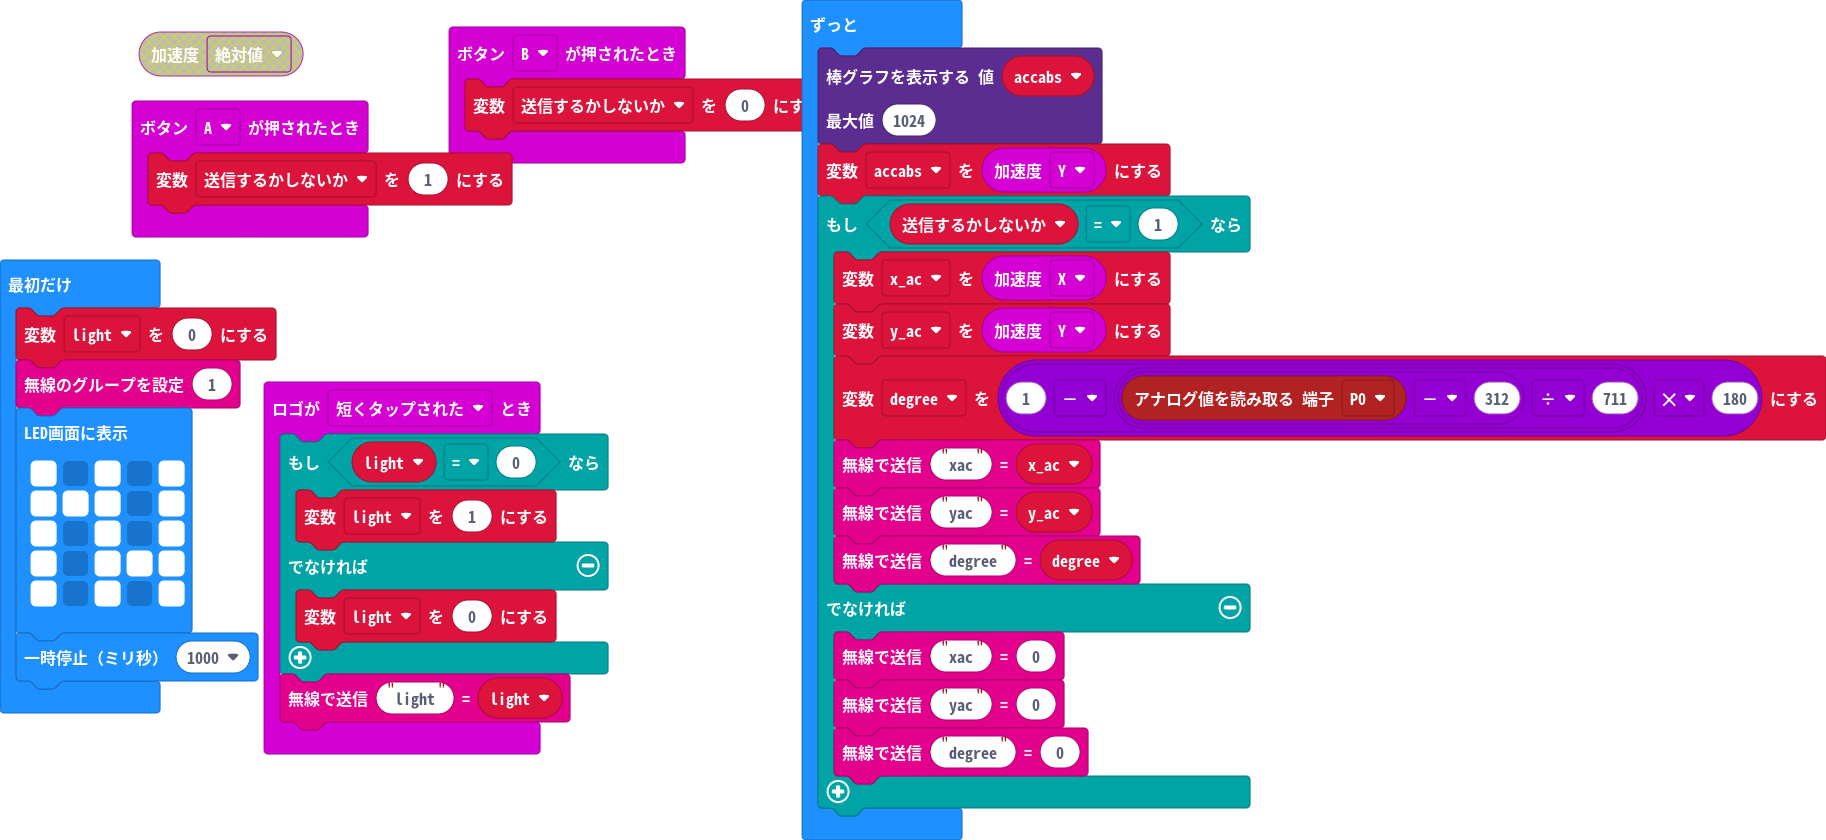 加速度 絶対値
ボタン A が押されたとき
変数 送信するかしないか を 1 にする
ボタン B が押されたとき
変数 送信するかしないか を 0 にす
最初だけ
変数 light を 0 にする
無線のグループを設定 1
LED画面に表示
一時停止（ミリ秒） 1000
ロゴが 短くタップされた とき
もし light = 0 なら
変数 light を 1 にする
でなければ
変数 light を 0 にする
無線で送信 "light" = light
ずっと
棒グラフを表示する 値 accabs
最大値 1024
変数 accabs を 加速度 Y にする
もし 送信するかしないか = 1 なら
変数 x_ac を 加速度 X にする
変数 y_ac を 加速度 Y にする
変数 degree を 1 - アナログ値を読み取る 端子 P0 - 312 ÷ 711 × 180 にする
無線で送信 "xac" = x_ac
無線で送信 "yac" = y_ac
無線で送信 "degree" = degree
でなければ
無線で送信 "xac" = 0
無線で送信 "yac" = 0
無線で送信 "degree" = 0